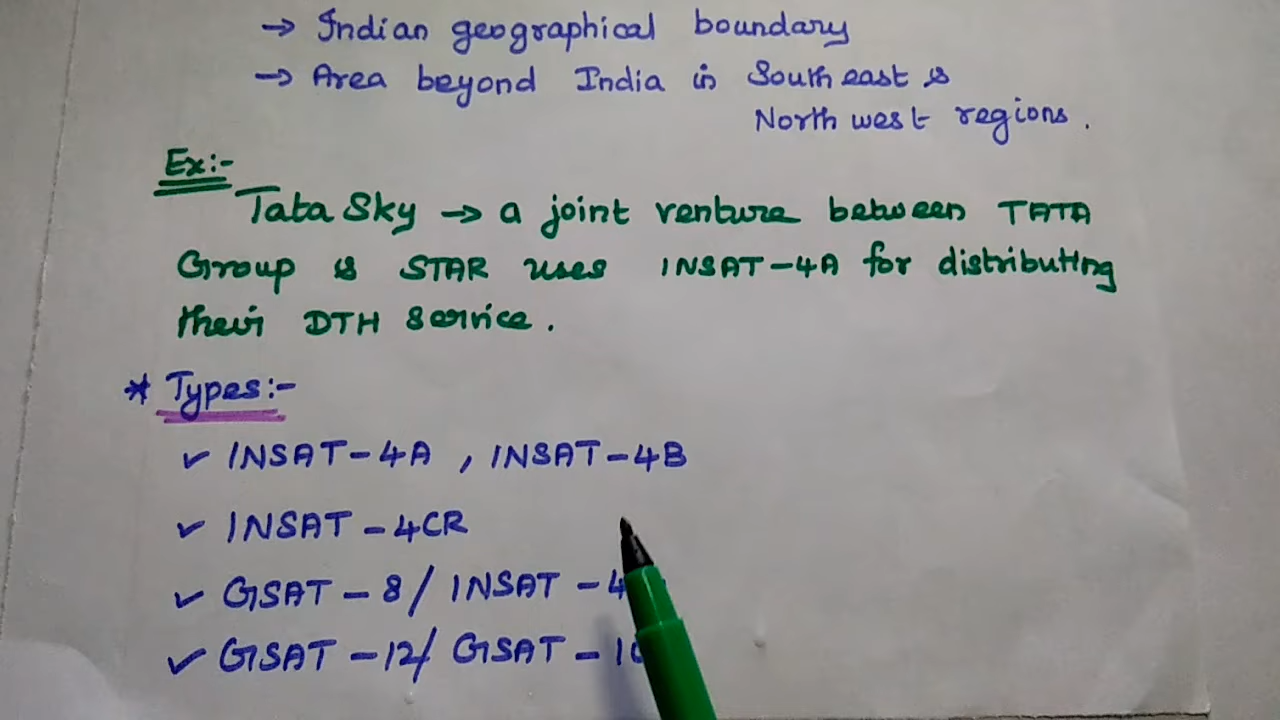 → Indian geographical boundary
→ Area beyond India in South east &
North west regions.
Ex:-
Tata Sky → a joint venture between TATA
Group & STAR uses INSAT-4A for distributing
their DTH service.
* Types:-
✓ INSAT-4A, INSAT-4B
✓ INSAT-4CR
✓ GSAT-8/ INSAT-4
✓ GSAT-12/ GSAT-10